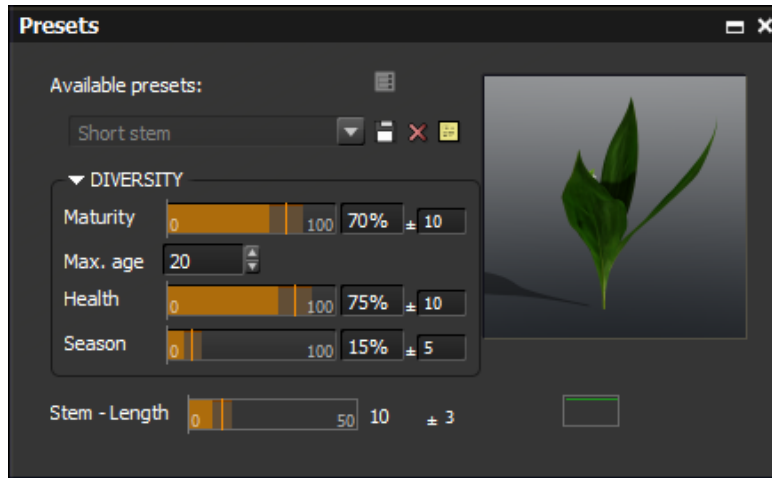 Presets
Available presets:
Short stem
DIVERSITY
Maturity 0 100 70% ± 10
Max. age 20
Health 0 100 75% ± 10
Season 0 100 15% ± 5
Stem - Length 0 50 10 ± 3